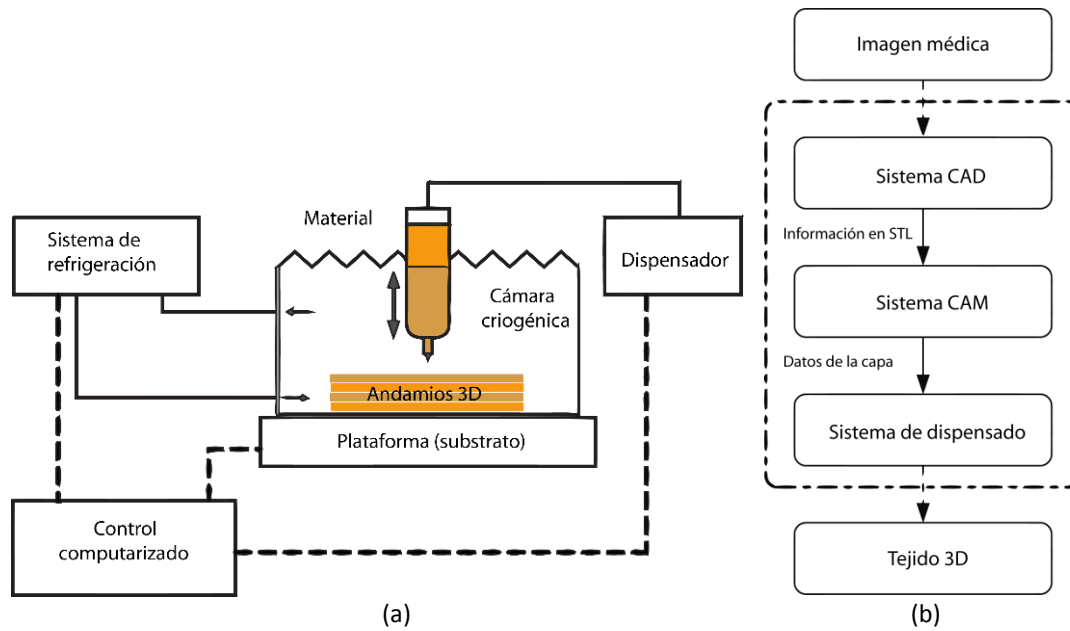 Sistema de
refrigeración
Material
Cámara
criogénica
Dispensador
Andamios 3D
Plataforma (substrato)
Control
computarizado
(a)
Imagen médica
Sistema CAD
Información en STL
Sistema CAM
Datos de la capa
Sistema de dispensado
Tejido 3D
(b)